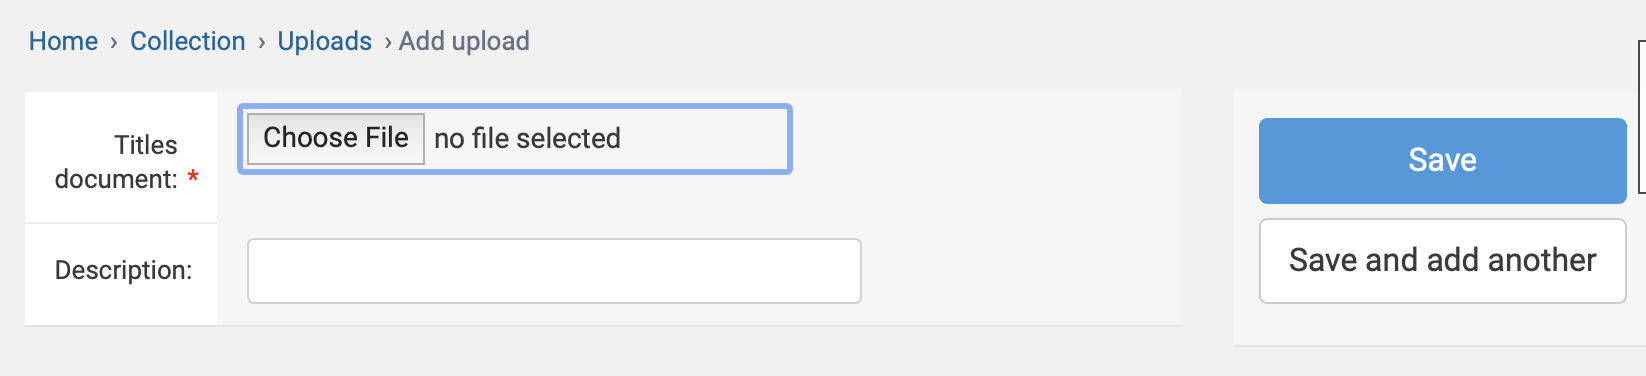 Home › Collection › Uploads › Add upload
Titles
document: *
Choose File no file selected
Description:
Save
Save and add another